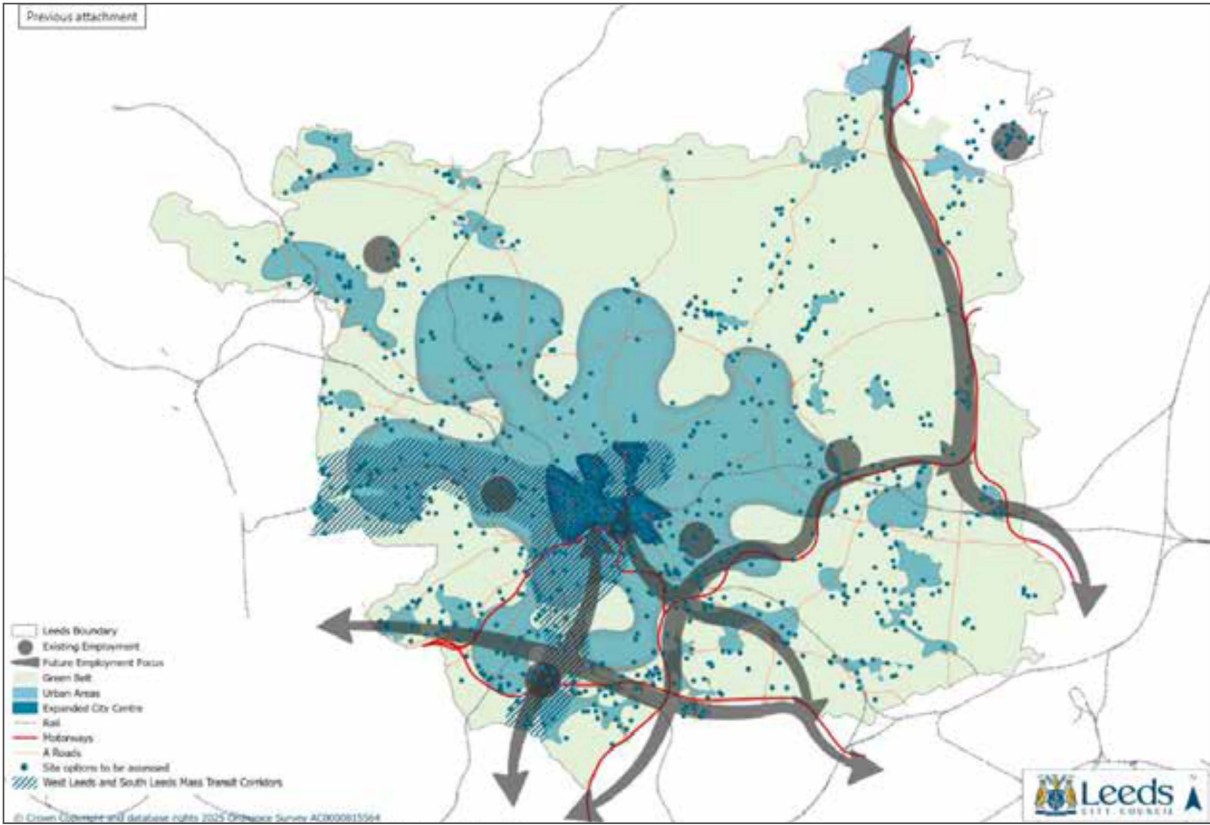 Previous attachment
Leeds Boundary
Existing Employment
Future Employment Focus
Green Belt
Urban Areas
Expanded City Centre
Rail
Motorways
A Roads
Site options to be assessed
West Leeds and South Leeds Mass Transit Corridors
© Crown Copyright and database rights 2025 Ordnance Survey AC0000815564
Leeds
CITY COUNCIL
N